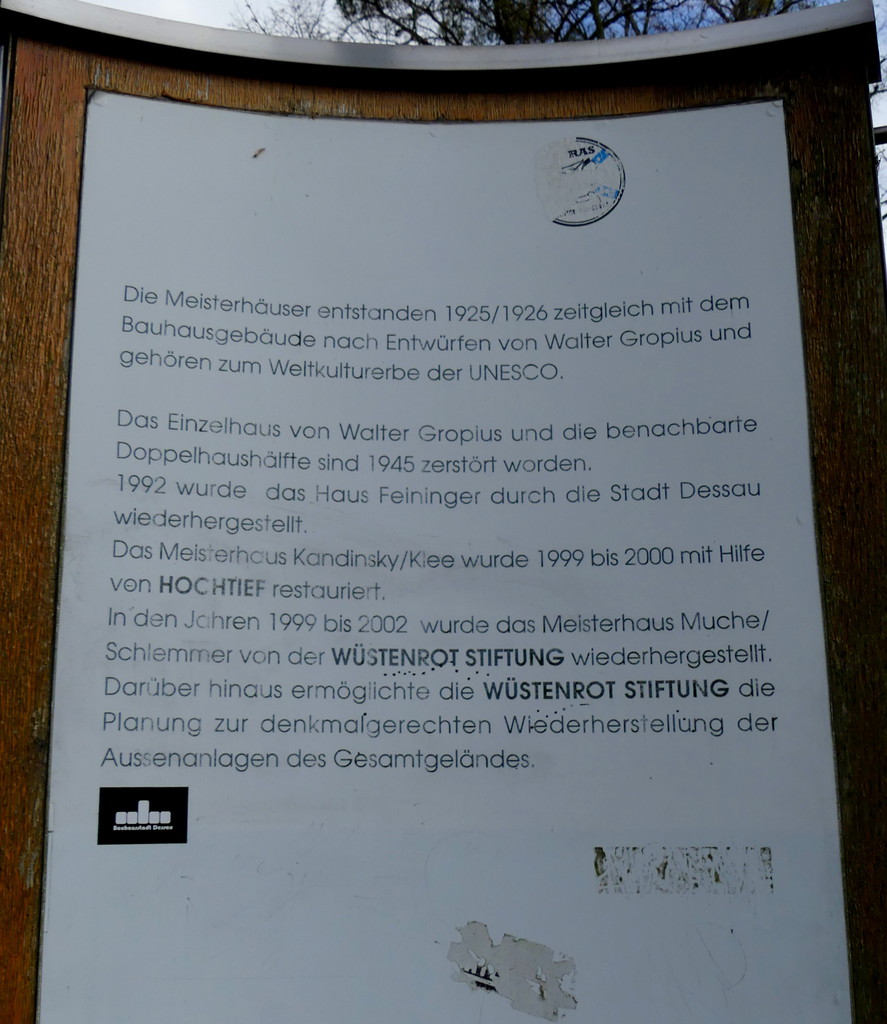 RAS
Die Meisterhäuser entstanden 1925/1926 zeitgleich mit dem
Bauhausgebäude nach Entwürfen von Walter Gropius und
gehören zum Weltkulturerbe der UNESCO.
Das Einzelhaus von Walter Gropius und die benachbarte
Doppelhaushälfte sind 1945 zerstört worden.
1992 wurde das Haus Feininger durch die Stadt Dessau
wiederhergestellt.
Das Meisterhaus Kandinsky/Klee wurde 1999 bis 2000 mit Hilfe
von HOCHTIEF restauriert.
In den Jahren 1999 bis 2002 wurde das Meisterhaus Muche/
Schlemmer von der WÜSTENROT STIFTUNG wiederhergestellt.
Darüber hinaus ermöglichte die WÜSTENROT STIFTUNG die
Planung zur denkmalgerechten Wiederherstellung der
Aussenanlagen des Gesamtgeländes.
Bauhausstadt Dessau